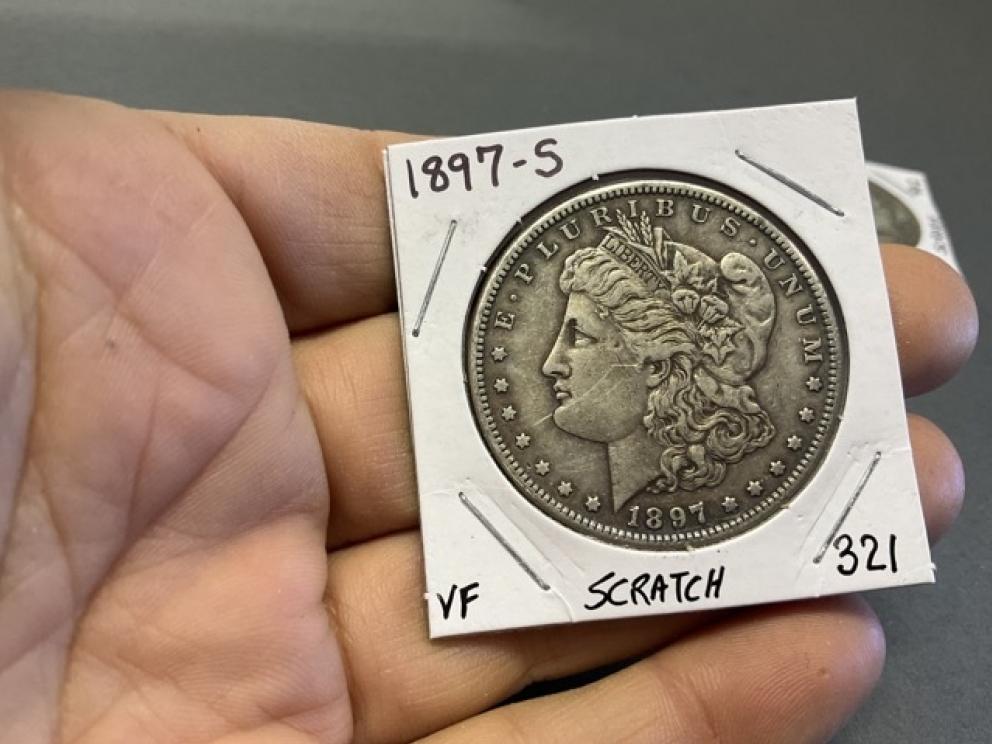 1897-S
E·PLURIBUS·UNUM
LIBERTY
1897
VF
SCRATCH
321